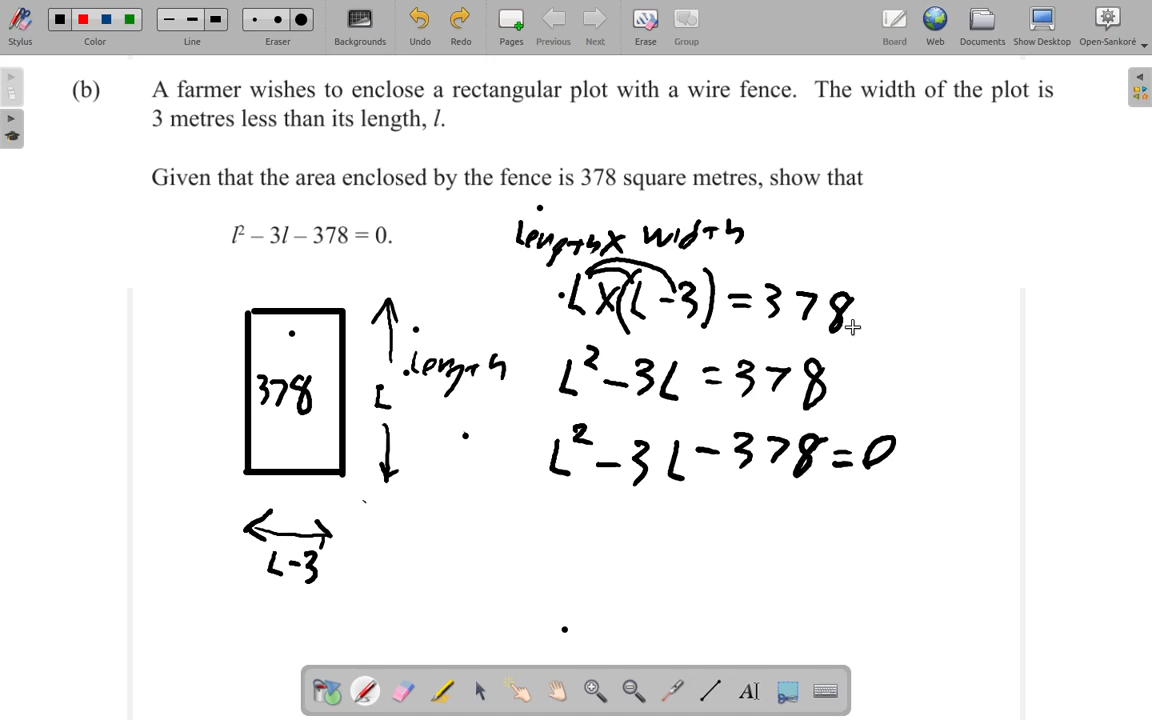 Stylus Color Line Eraser Backgrounds Undo Redo Pages Previous Next Erase Group Board Web Documents Show Desktop Open-Sankoré
(b) A farmer wishes to enclose a rectangular plot with a wire fence. The width of the plot is
3 metres less than its length, l.
Given that the area enclosed by the fence is 378 square metres, show that
l² – 3l – 378 = 0.
length x width
L x (L - 3) = 378
378
length
L
L² - 3L = 378
L² - 3L - 378 = 0
L - 3
AI